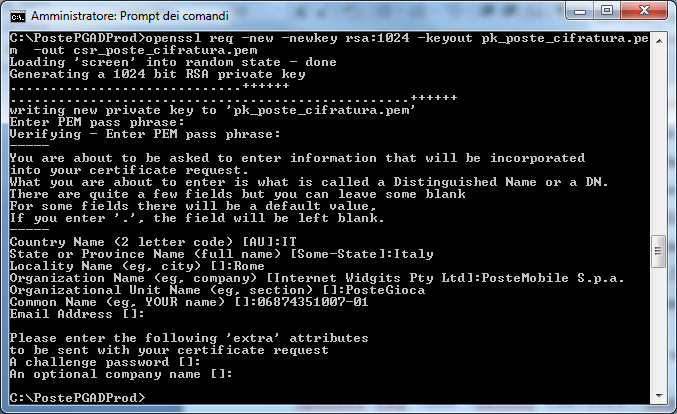 Amministratore: Prompt dei comandi
C:\PostePGADProd>openssl req -new -newkey rsa:1024 -keyout pk_poste_cifratura.pe
m  -out csr_poste_cifratura.pem
Loading 'screen' into random state - done
Generating a 1024 bit RSA private key
.............................++++++
..................................................++++++
writing new private key to 'pk_poste_cifratura.pem'
Enter PEM pass phrase:
Verifying - Enter PEM pass phrase:
-----
You are about to be asked to enter information that will be incorporated
into your certificate request.
What you are about to enter is what is called a Distinguished Name or a DN.
There are quite a few fields but you can leave some blank
For some fields there will be a default value,
If you enter '.', the field will be left blank.
-----
Country Name (2 letter code) [AU]:IT
State or Province Name (full name) [Some-State]:Italy
Locality Name (eg, city) []:Rome
Organization Name (eg, company) [Internet Widgits Pty Ltd]:PosteMobile S.p.a.
Organizational Unit Name (eg, section) []:PosteGioca
Common Name (eg, YOUR name) []:06874351007-01
Email Address []:
Please enter the following 'extra' attributes
to be sent with your certificate request
A challenge password []:
An optional company name []:
C:\PostePGADProd>